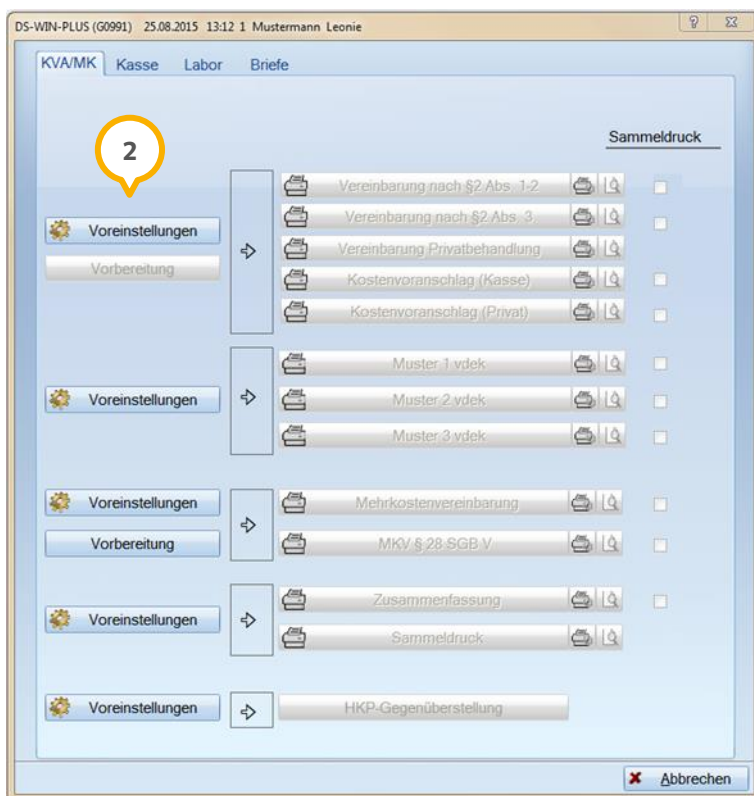 DS-WIN-PLUS (G0991) 25.08.2015 13:12 1 Mustermann Leonie
KVA/MK Kasse Labor Briefe
Sammeldruck
2
Vereinbarung nach §2 Abs. 1-2
Voreinstellungen
Vereinbarung nach §2 Abs. 3
Vereinbarung Privatbehandlung
Vorbereitung
Kostenvoranschlag (Kasse)
Kostenvoranschlag (Privat)
Muster 1 vdek
Voreinstellungen
Muster 2 vdek
Muster 3 vdek
Voreinstellungen
Mehrkostenvereinbarung
Vorbereitung
MKV § 28 SGB V
Zusammenfassung
Voreinstellungen
Sammeldruck
Voreinstellungen
HKP-Gegenüberstellung
Abbrechen